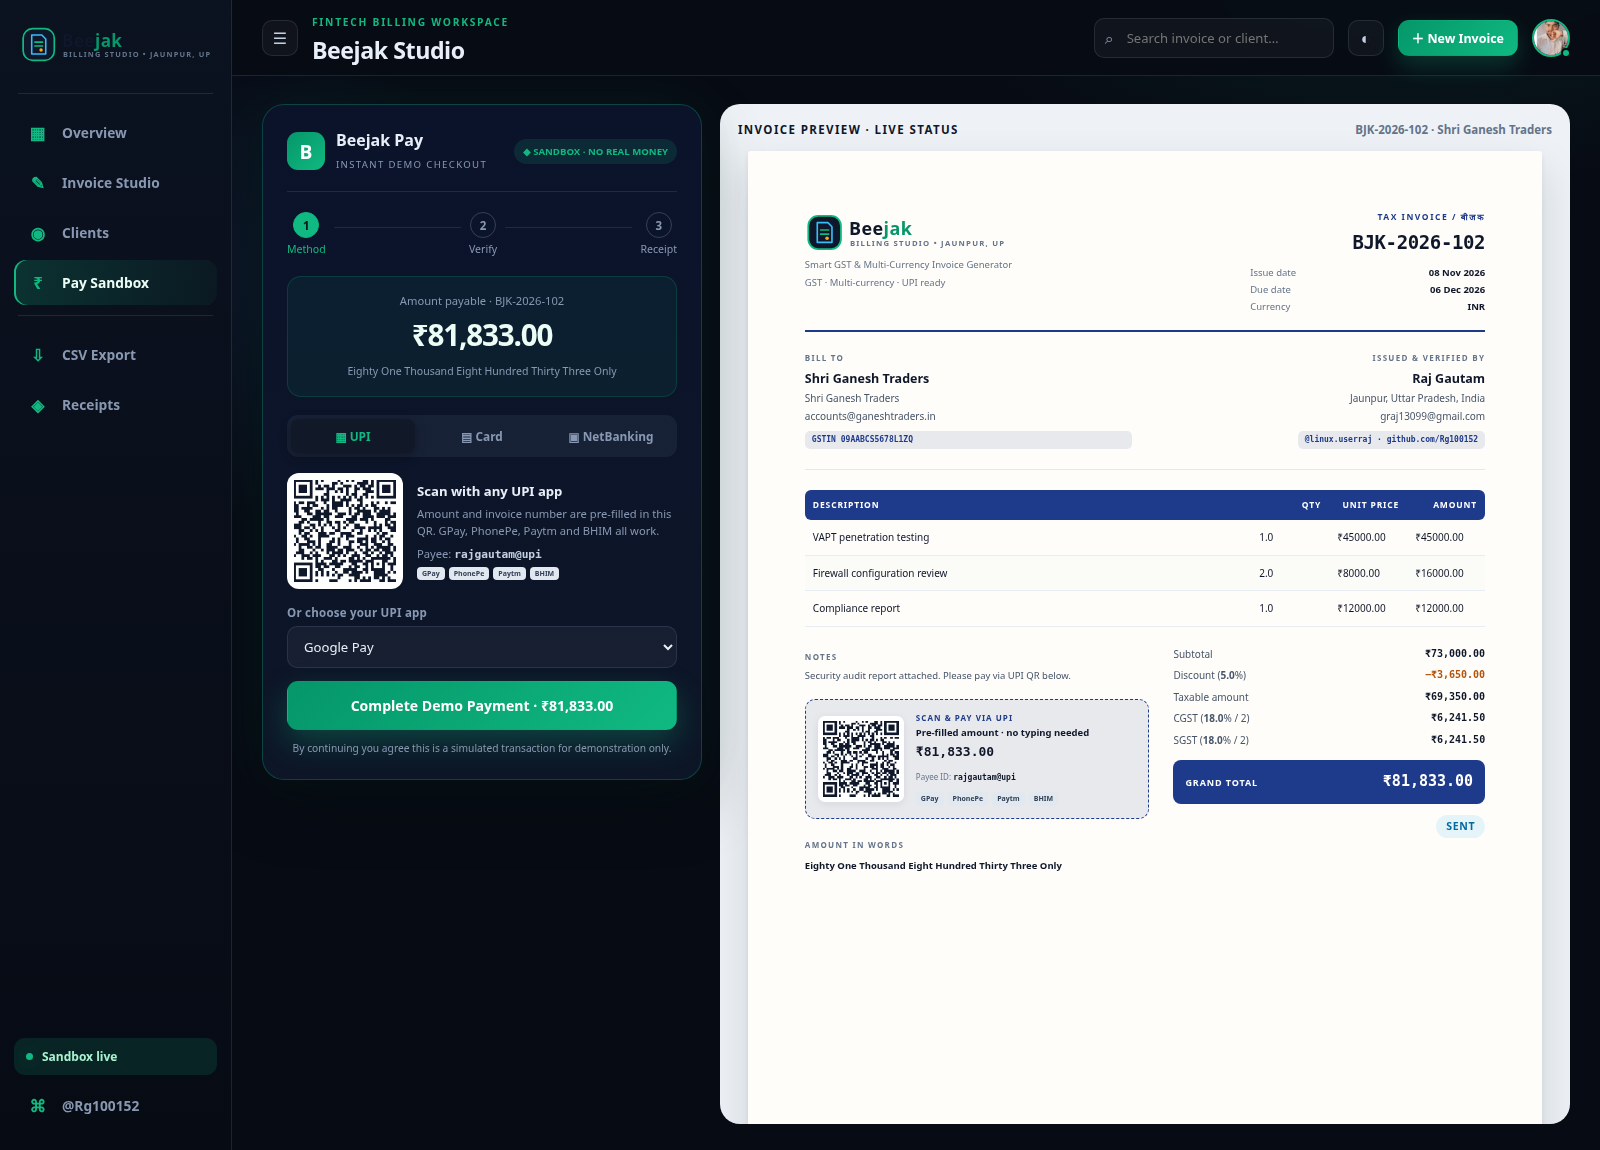 Beejak
BILLING STUDIO • JAUNPUR, UP
Overview
Invoice Studio
Clients
₹ Pay Sandbox
CSV Export
Receipts
Sandbox live
⌘ @Rg100152
FINTECH BILLING WORKSPACE
Beejak Studio
Search invoice or client...
+ New Invoice
B
Beejak Pay
INSTANT DEMO CHECKOUT
◆ SANDBOX · NO REAL MONEY
1 2 3
Method Verify Receipt
Amount payable · BJK-2026-102
₹81,833.00
Eighty One Thousand Eight Hundred Thirty Three Only
UPI Card NetBanking
Scan with any UPI app
Amount and invoice number are pre-filled in this
QR. GPay, PhonePe, Paytm and BHIM all work.
Payee: rajgautam@upi
GPay PhonePe Paytm BHIM
Or choose your UPI app
Google Pay
Complete Demo Payment · ₹81,833.00
By continuing you agree this is a simulated transaction for demonstration only.
INVOICE PREVIEW · LIVE STATUS
BJK-2026-102 · Shri Ganesh Traders
Beejak
BILLING STUDIO • JAUNPUR, UP
Smart GST & Multi-Currency Invoice Generator
GST · Multi-currency · UPI ready
TAX INVOICE / बीजक
BJK-2026-102
Issue date 08 Nov 2026
Due date 06 Dec 2026
Currency INR
BILL TO
Shri Ganesh Traders
Shri Ganesh Traders
accounts@ganeshtraders.in
GSTIN 09AABCS5678L1ZQ
ISSUED & VERIFIED BY
Raj Gautam
Jaunpur, Uttar Pradesh, India
graj13099@gmail.com
@linux.userraj · github.com/Rg100152
DESCRIPTION QTY UNIT PRICE AMOUNT
VAPT penetration testing 1.0 ₹45000.00 ₹45000.00
Firewall configuration review 2.0 ₹8000.00 ₹16000.00
Compliance report 1.0 ₹12000.00 ₹12000.00
NOTES
Security audit report attached. Please pay via UPI QR below.
SCAN & PAY VIA UPI
Pre-filled amount · no typing needed
₹81,833.00
Payee ID: rajgautam@upi
GPay PhonePe Paytm BHIM
AMOUNT IN WORDS
Eighty One Thousand Eight Hundred Thirty Three Only
Subtotal ₹73,000.00
Discount (5.0%) −₹3,650.00
Taxable amount ₹69,350.00
CGST (18.0% / 2) ₹6,241.50
SGST (18.0% / 2) ₹6,241.50
GRAND TOTAL ₹81,833.00
SENT